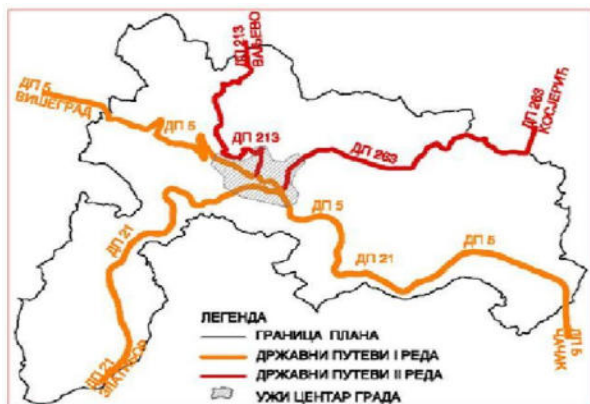 ДП 213
ВАЉЕВО
ДП 5
ВИШЕГРАД
ДП 5
ДП 213
ДП 263
ДП 263
КОСЈЕРИЋ
ДП 5
ДП 21
ДП 21
ДП 5
ДП 5
ЧАЧАК
ДП 21
ЗЛАТИБОР
ЛЕГЕНДА
ГРАНИЦА ПЛАНА
ДРЖАВНИ ПУТЕВИ I РЕДА
ДРЖАВНИ ПУТЕВИ II РЕДА
УЖИ ЦЕНТАР ГРАДА